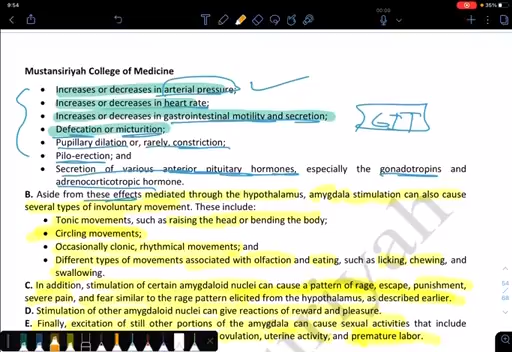 9:54
35%
00:00
Mustansiriyah College of Medicine
• Increases or decreases in arterial pressure;
• Increases or decreases in heart rate;
• Increases or decreases in gastrointestinal motility and secretion;
• Defecation or micturition;
GIT
• Pupillary dilation or, rarely, constriction;
• Pilo-erection; and
• Secretion of various anterior pituitary hormones, especially the gonadotropins and
adrenocorticotropic hormone.
B. Aside from these effects mediated through the hypothalamus, amygdala stimulation can also cause
several types of involuntary movement. These include:
• Tonic movements, such as raising the head or bending the body;
• Circling movements;
• Occasionally clonic, rhythmical movements; and
• Different types of movements associated with olfaction and eating, such as licking, chewing, and
swallowing.
C. In addition, stimulation of certain amygdaloid nuclei can cause a pattern of rage, escape, punishment,
severe pain, and fear similar to the rage pattern elicited from the hypothalamus, as described earlier.
D. Stimulation of other amygdaloid nuclei can give reactions of reward and pleasure.
E. Finally, excitation of still other portions of the amygdala can cause sexual activities that include
ovulation, uterine activity, and premature labor.
54
68